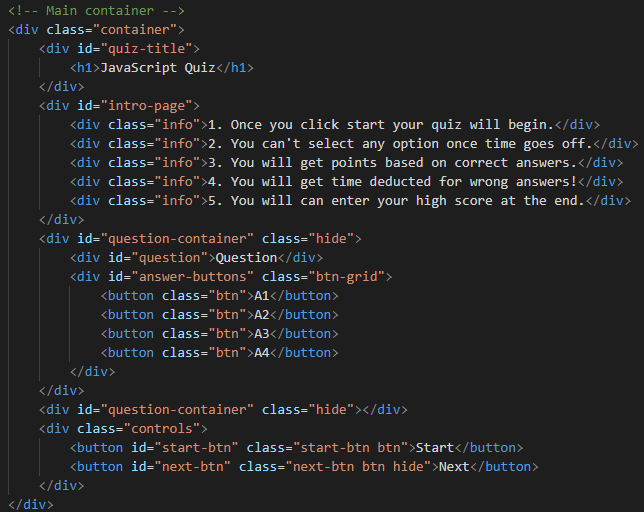 <!-- Main container -->
<div class="container">
    <div id="quiz-title">
        <h1>JavaScript Quiz</h1>
    </div>
    <div id="intro-page">
        <div class="info">1. Once you click start your quiz will begin.</div>
        <div class="info">2. You can't select any option once time goes off.</div>
        <div class="info">3. You will get points based on correct answers.</div>
        <div class="info">4. You will get time deducted for wrong answers!</div>
        <div class="info">5. You will can enter your high score at the end.</div>
    </div>
    <div id="question-container" class="hide">
        <div id="question">Question</div>
        <div id="answer-buttons" class="btn-grid">
            <button class="btn">A1</button>
            <button class="btn">A2</button>
            <button class="btn">A3</button>
            <button class="btn">A4</button>
        </div>
    </div>
    <div id="question-container" class="hide"></div>
    <div class="controls">
        <button id="start-btn" class="start-btn btn">Start</button>
        <button id="next-btn" class="next-btn btn hide">Next</button>
    </div>
</div>